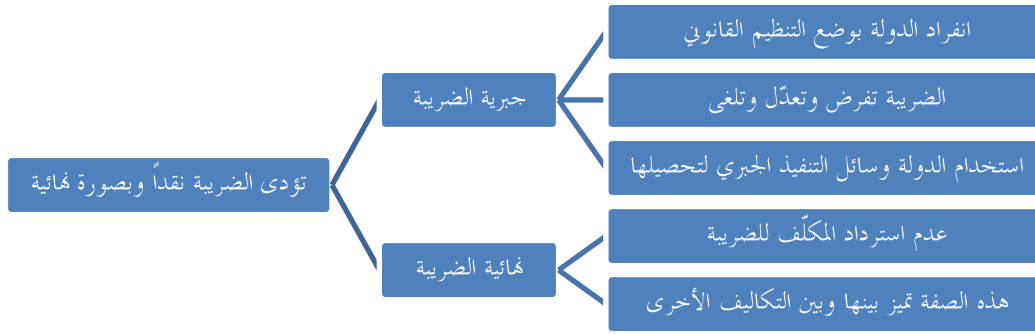 تؤدى الضريبة نقداً وبصورة نهائية
جبرية الضريبة
انفراد الدولة بوضع التنظيم القانوني
الضريبة تفرض وتعدّل وتلغى
استخدام الدولة وسائل التنفيذ الجبري لتحصيلها
نهائية الضريبة
عدم استرداد المكلّف للضريبة
هذه الصفة تميز بينها وبين التكاليف الأخرى